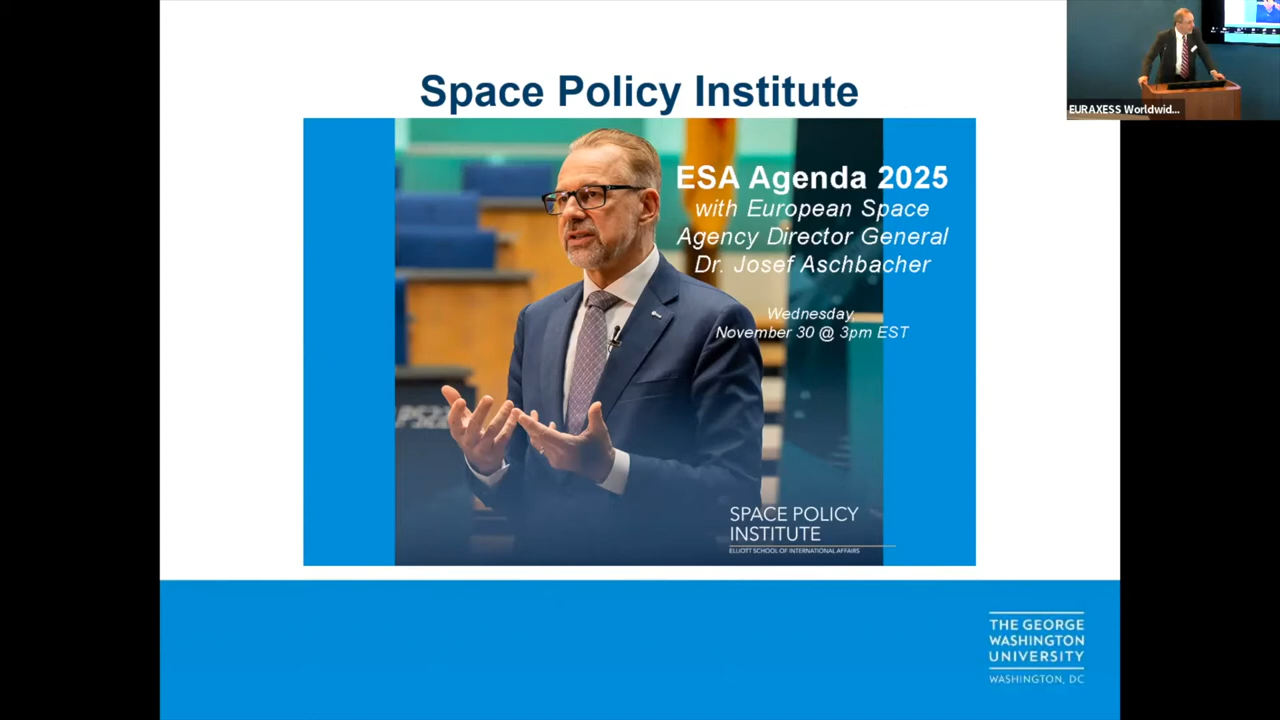 Space Policy Institute
ESA Agenda 2025
with European Space
Agency Director General
Dr. Josef Aschbacher
Wednesday,
November 30 @ 3pm EST
SPACE POLICY
INSTITUTE
ELLIOTT SCHOOL OF INTERNATIONAL AFFAIRS
THE GEORGE
WASHINGTON
UNIVERSITY
WASHINGTON, DC
EURAXESS Worldwid...